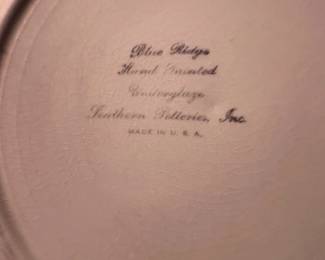 Blue Ridge
Hand Painted
Underglaze
Southern Potteries, Inc.
MADE IN U. S. A.